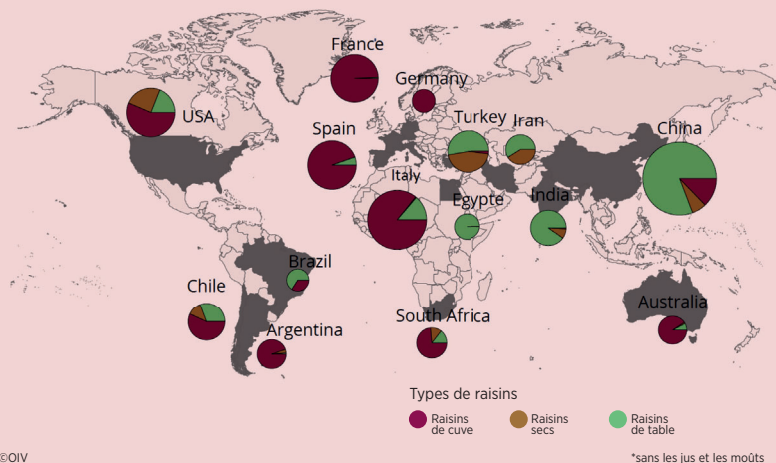 France
Germany
USA
Spain
Turkey
Iran
China
Italy
Egypte
India
Brazil
Chile
Argentina
South Africa
Australia
Types de raisins
Raisins
de cuve
Raisins
secs
Raisins
de table
©OIV
*sans les jus et les moûts